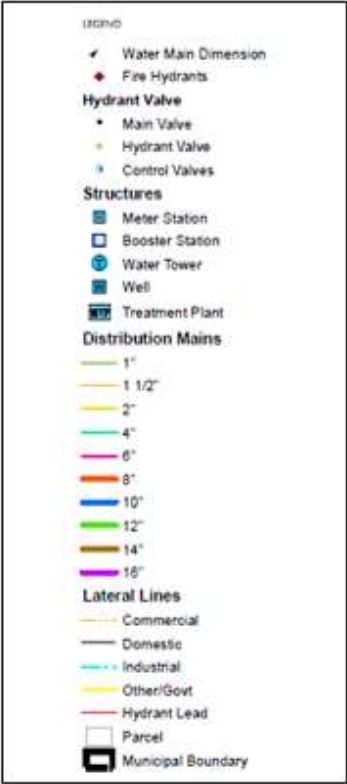 LEGEND
Water Main Dimension
Fire Hydrants
Hydrant Valve
Main Valve
Hydrant Valve
Control Valves
Structures
Meter Station
Booster Station
Water Tower
Well
Treatment Plant
Distribution Mains
1"
1 1/2"
2"
4"
6"
8"
10"
12"
14"
16"
Lateral Lines
Commercial
Domestic
Industrial
Other/Govt
Hydrant Lead
Parcel
Municipal Boundary